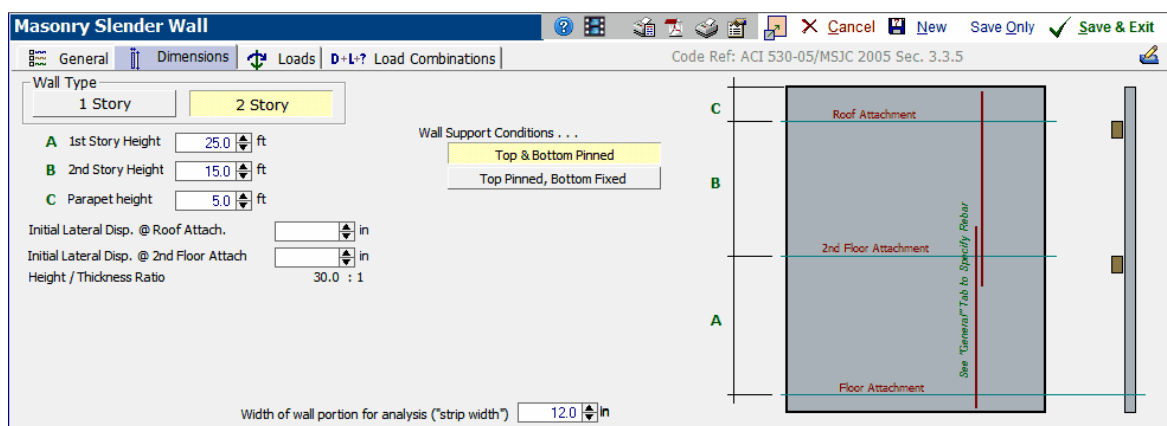 Masonry Slender Wall
? Cancel New Save Only Save & Exit
General Dimensions Loads D+L+? Load Combinations
Code Ref: ACI 530-05/MSJC 2005 Sec. 3.3.5
Wall Type
1 Story 2 Story
A 1st Story Height 25.0 ft
B 2nd Story Height 15.0 ft
C Parapet height 5.0 ft
Initial Lateral Disp. @ Roof Attach. in
Initial Lateral Disp. @ 2nd Floor Attach in
Height / Thickness Ratio 30.0 : 1
Wall Support Conditions . . .
Top & Bottom Pinned
Top Pinned, Bottom Fixed
Width of wall portion for analysis ("strip width") 12.0 in
C
Roof Attachment
B
2nd Floor Attachment
A
See "General" Tab to Specify Rebar
Floor Attachment